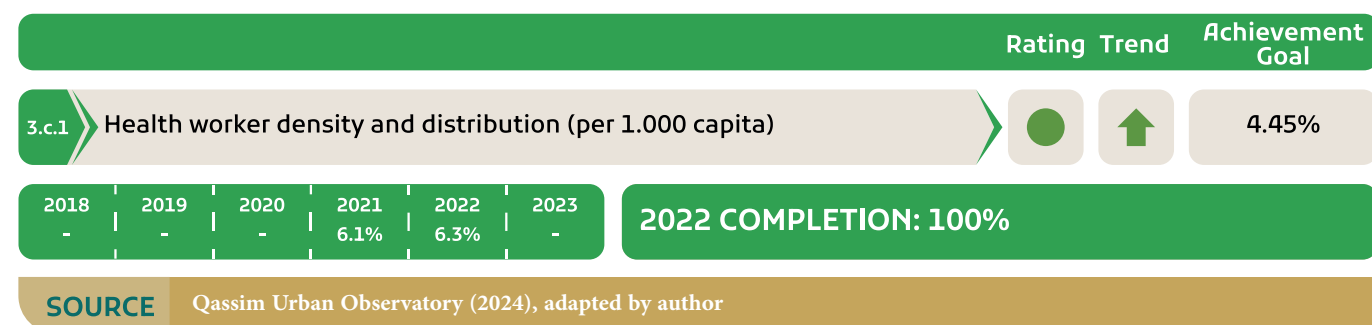 Rating Trend Achievement
Goal
3.c.1 Health worker density and distribution (per 1.000 capita) 4.45%
2018 2019 2020 2021 2022 2023
- - - 6.1% 6.3% -
2022 COMPLETION: 100%
SOURCE Qassim Urban Observatory (2024), adapted by author